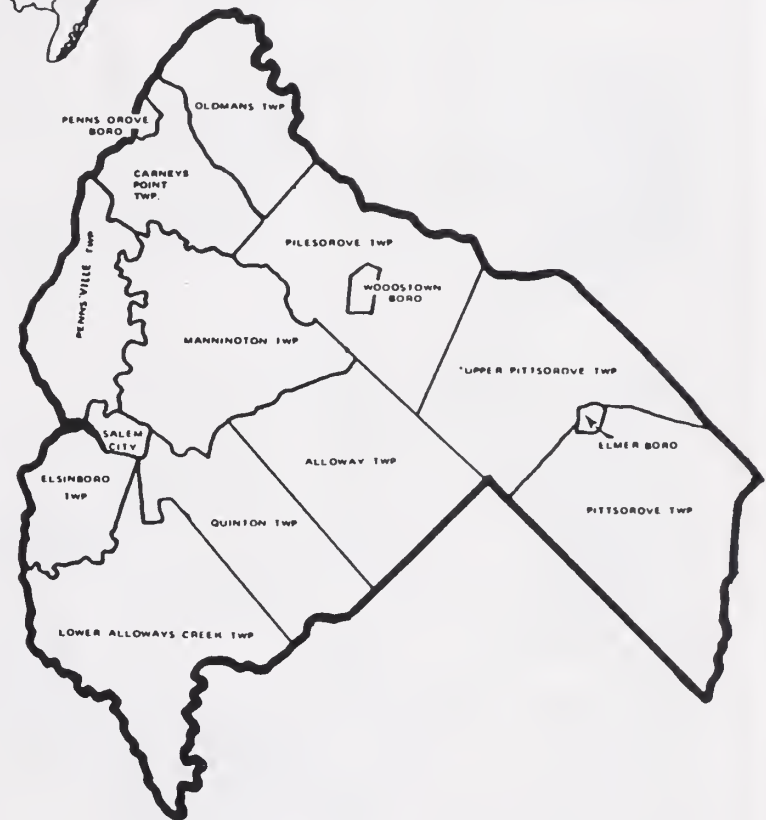 OLDMANS TWP
PENNS GROVE
BORO
CARNEYS
POINT
TWP.
PILESGROVE TWP
PENNSVILLE TWP
WOODSTOWN
BORO
MANNINGTON TWP
UPPER PITTSGROVE TWP
SALEM
CITY
ELMER BORO
ALLOWAY TWP
ELSINBORO
TWP
PITTSGROVE TWP
QUINTON TWP
LOWER ALLOWAYS CREEK TWP